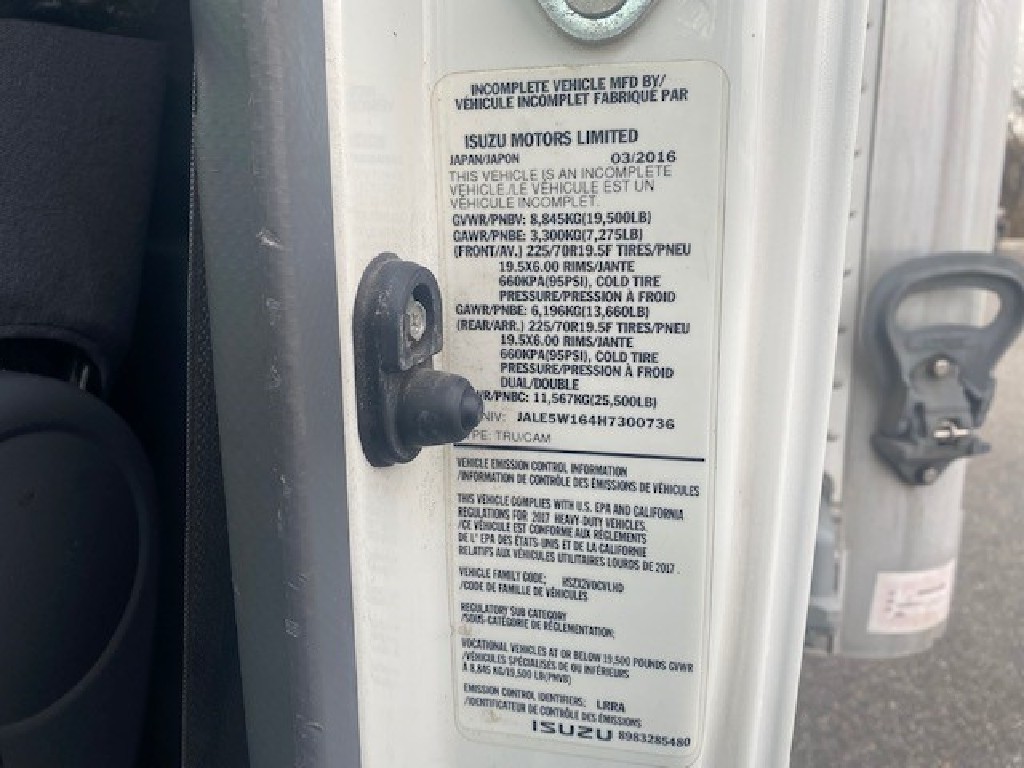 INCOMPLETE VEHICLE MFD BY/
VÉHICULE INCOMPLET FABRIQUE PAR
ISUZU MOTORS LIMITED
JAPAN/JAPON 03/2016
THIS VEHICLE IS AN INCOMPLETE
VEHICLE./LE VÉHICULE EST UN
VÉHICULE INCOMPLET.
GVWR/PNBV: 8,845KG(19,500LB)
GAWR/PNBE: 3,300KG(7,275LB)
(FRONT/AV.) 225/70R19.5F TIRES/PNEU
19.5X6.00 RIMS/JANTE
660KPA(95PSI), COLD TIRE
PRESSURE/PRESSION À FROID
GAWR/PNBE: 6,196KG(13,660LB)
(REAR/ARR.) 225/70R19.5F TIRES/PNEU
19.5X6.00 RIMS/JANTE
660KPA(95PSI), COLD TIRE
PRESSURE/PRESSION À FROID
DUAL/DOUBLE
WR/PNBC: 11,567KG(25,500LB)
NIV: JALE5W164H7300736
TYPE: TRU/CAM
VEHICLE EMISSION CONTROL INFORMATION
/INFORMATION DE CONTRÔLE DES ÉMISSIONS DE VÉHICULES
THIS VEHICLE COMPLIES WITH U.S. EPA AND CALIFORNIA
REGULATIONS FOR 2017 HEAVY-DUTY VEHICLES.
/CE VÉHICULE EST CONFORME AUX RÈGLEMENTS
DE L' EPA DES ÉTATS-UNIS ET DE LA CALIFORNIE
RELATIFS AUX VÉHICULES UTILITAIRES LOURDS DE 2017.
VEHICLE FAMILY CODE:
/CODE DE FAMILLE DE VÉHICULES
REGULATORY SUB CATEGORY
/SOUS-CATÉGORIE DE RÉGLEMENTATION:
VOCATIONAL VEHICLES AT OR BELOW 19,500 POUNDS GVWR
/VÉHICULES SPÉCIALISÉS DE OU INFÉRIEURS
À 8,845 KG/19,500 LB(PNVB)
EMISSION CONTROL IDENTIFIERS: LRRA
/IDENTIFICATEUR DE CONTRÔLE DES ÉMISSIONS
ISUZU 8983285480